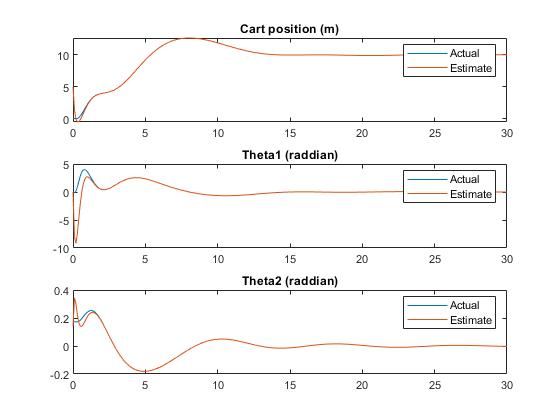 Cart position (m)
10
5
0
Actual
Estimate
0 5 10 15 20 25 30
Theta1 (raddian)
5
0
-5
-10
Actual
Estimate
0 5 10 15 20 25 30
Theta2 (raddian)
0.4
0.2
0
-0.2
Actual
Estimate
0 5 10 15 20 25 30